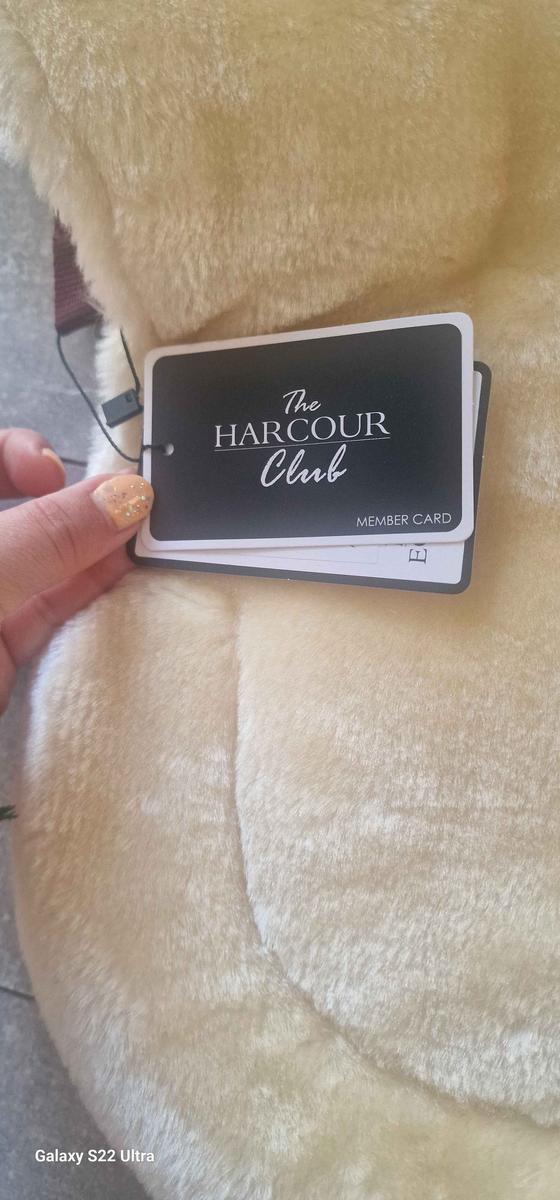 The
HARCOUR
Club
MEMBER CARD
Galaxy S22 Ultra